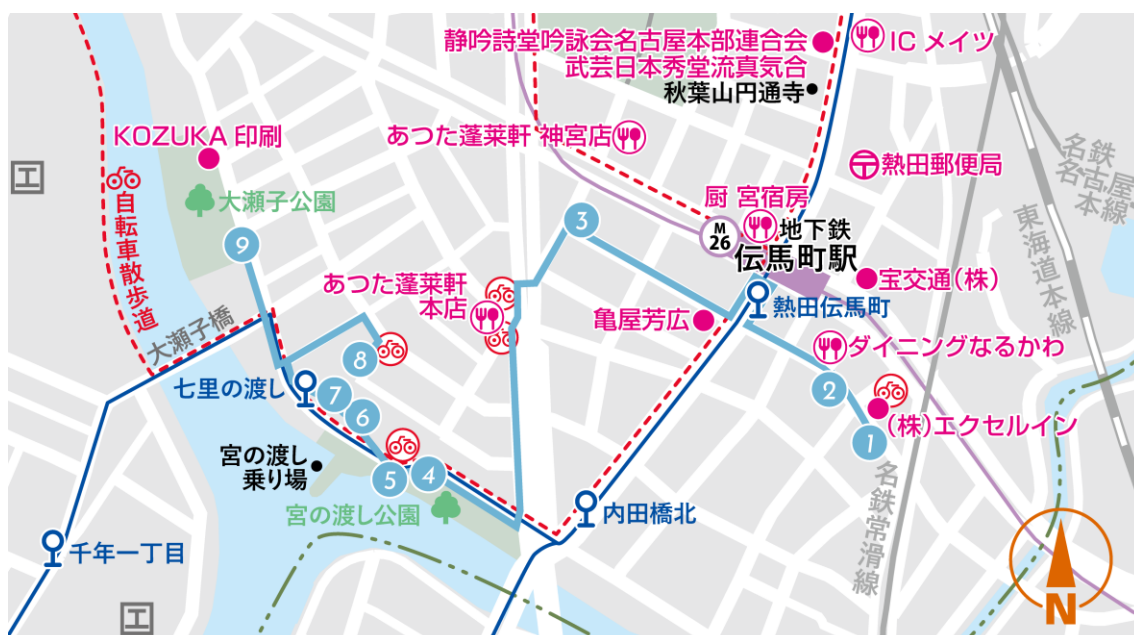 静吟詩堂吟詠会名古屋本部連合会
武芸日本秀堂流真気合
秋葉山円通寺
ICメイツ
KOZUKA 印刷
あつた蓬莱軒 神宮店
熱田郵便局
名鉄
名古屋
本線
東海道本線
工
自転車散歩道
大瀬子公園
厨 宮宿房
M
26
地下鉄
伝馬町駅
3
9
あつた蓬莱軒
本店
宝交通(株)
熱田伝馬町
亀屋芳広
大瀬子橋
ダイニングなるかわ
8
七里の渡し
7
6
2
(株)エクセルイン
1
宮の渡し
乗り場
5
4
宮の渡し公園
内田橋北
名鉄常滑線
千年一丁目
工
N